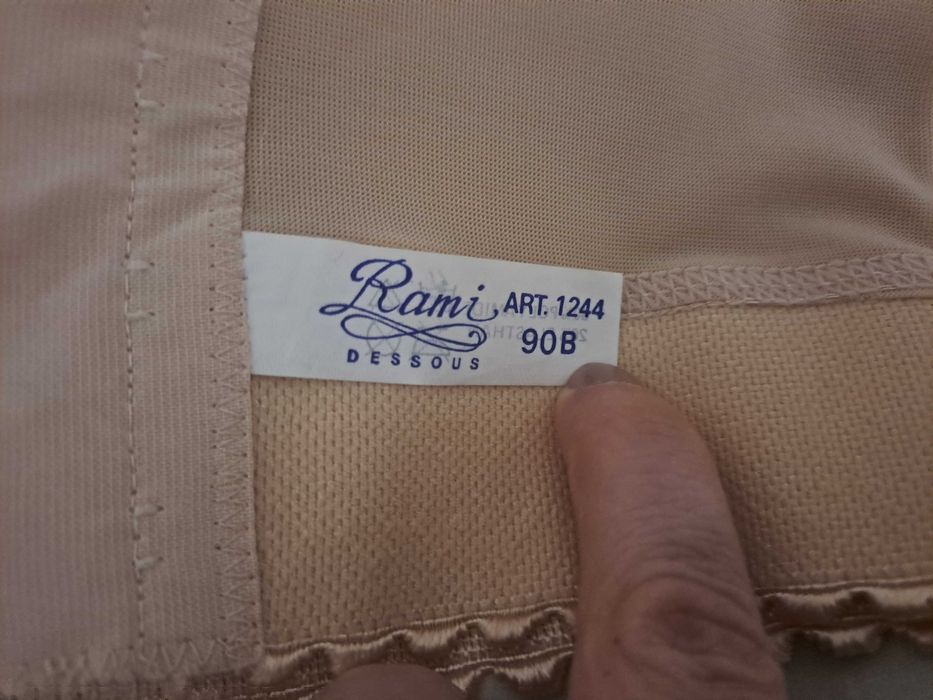 Rami
DESSOUS
ART. 1244
90B